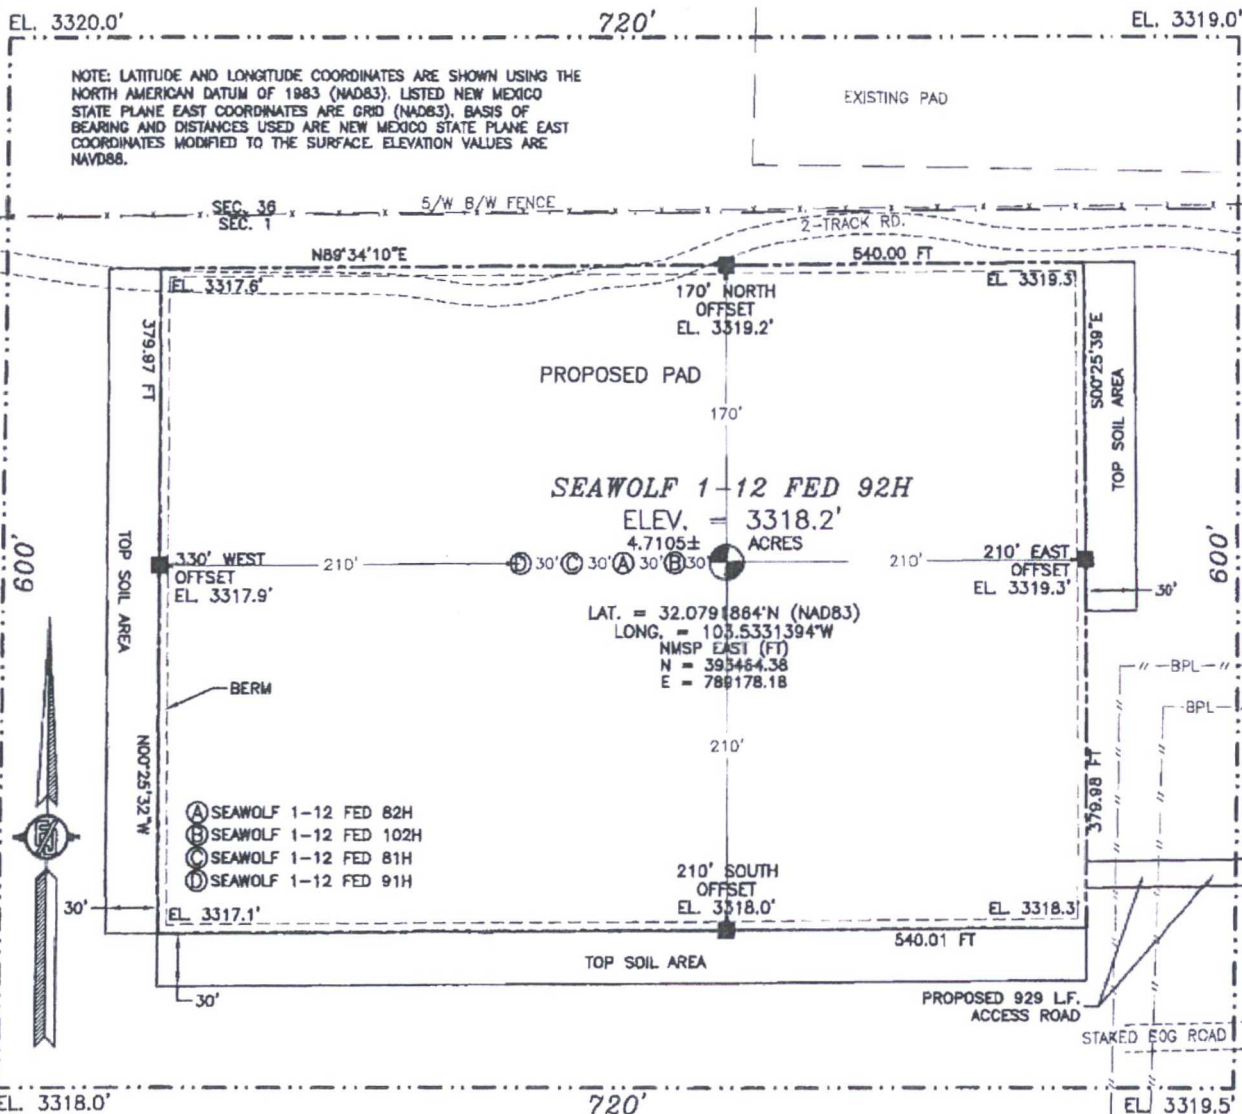 EL. 3320.0'
720'
EL. 3319.0'
NOTE: LATITUDE AND LONGITUDE COORDINATES ARE SHOWN USING THE
NORTH AMERICAN DATUM OF 1983 (NAD83). LISTED NEW MEXICO
STATE PLANE EAST COORDINATES ARE GRID (NAD83). BASIS OF
BEARING AND DISTANCES USED ARE NEW MEXICO STATE PLANE EAST
COORDINATES MODIFIED TO THE SURFACE. ELEVATION VALUES ARE
NAVD88.
EXISTING PAD
SEC. 36
SEC. 1
5/W B/W FENCE
2-TRACK RD.
N89°34'10"E
540.00 FT
EL. 3317.6'
170' NORTH
OFFSET
EL. 3319.2'
EL. 3319.3'
379.97 FT
S00°25'39"E
TOP SOIL AREA
PROPOSED PAD
170'
SEAWOLF 1-12 FED 92H
ELEV. = 3318.2'
4.7105± ACRES
600'
TOP SOIL AREA
330' WEST
OFFSET
EL. 3317.9'
210'
D 30' C 30' A 30' B 30'
210'
210' EAST
OFFSET
EL. 3319.3'
30'
600'
LAT. = 32.0791864°N (NAD83)
LONG. = 103.5331394°W
NMSP EAST (FT)
N = 393464.38
E = 789178.18
BPL
BPL
BERM
210'
N00°25'32"W
379.98 FT
A SEAWOLF 1-12 FED 82H
B SEAWOLF 1-12 FED 102H
C SEAWOLF 1-12 FED 81H
D SEAWOLF 1-12 FED 91H
210' SOUTH
OFFSET
EL. 3318.0'
30'
EL. 3317.1'
EL. 3318.3'
540.01 FT
TOP SOIL AREA
30'
PROPOSED 929 L.F.
ACCESS ROAD
STAKED EOG ROAD
EL. 3318.0'
720'
EL. 3319.5'